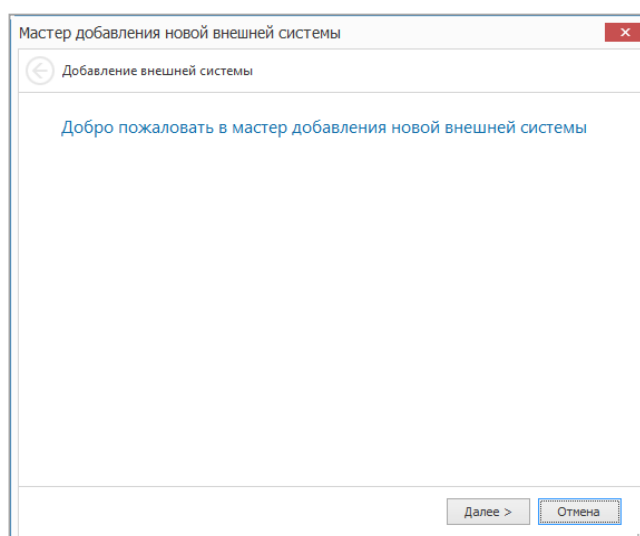 Мастер добавления новой внешней системы
Добавление внешней системы
Добро пожаловать в мастер добавления новой внешней системы
Далее > Отмена